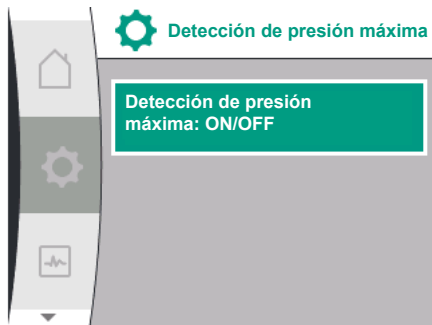 Detección de presión máxima
Detección de presión
máxima: ON/OFF